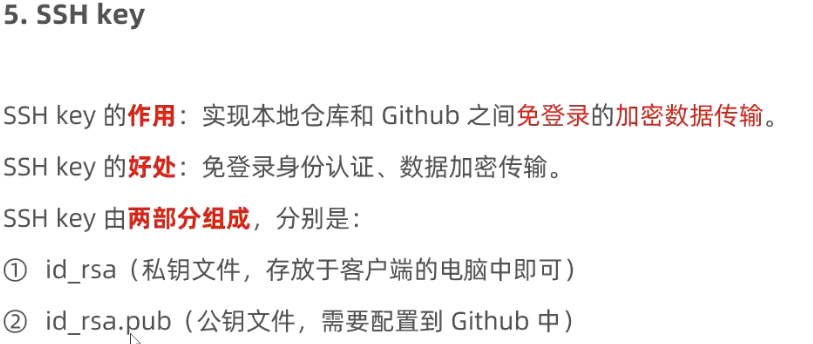 5. SSH key
SSH key 的作用：实现本地仓库和 Github 之间免登录的加密数据传输。
SSH key 的好处：免登录身份认证、数据加密传输。
SSH key 由两部分组成，分别是：
① id_rsa（私钥文件，存放于客户端的电脑中即可）
② id_rsa.pub（公钥文件，需要配置到 Github 中）